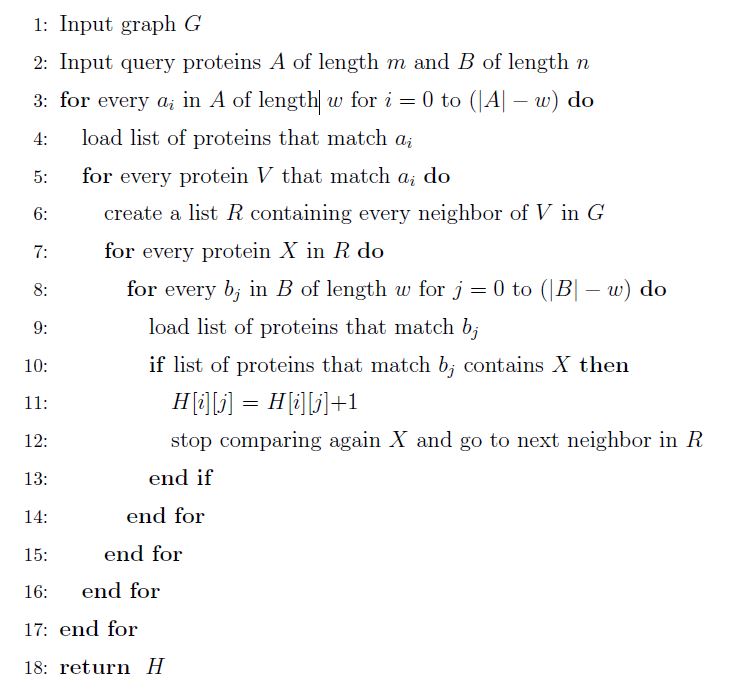 1: Input graph G
2: Input query proteins A of length m and B of length n
3: for every a_i in A of length w for i = 0 to (|A| − w) do
4: load list of proteins that match a_i
5: for every protein V that match a_i do
6: create a list R containing every neighbor of V in G
7: for every protein X in R do
8: for every b_j in B of length w for j = 0 to (|B| − w) do
9: load list of proteins that match b_j
10: if list of proteins that match b_j contains X then
11: H[i][j] = H[i][j]+1
12: stop comparing again X and go to next neighbor in R
13: end if
14: end for
15: end for
16: end for
17: end for
18: return H